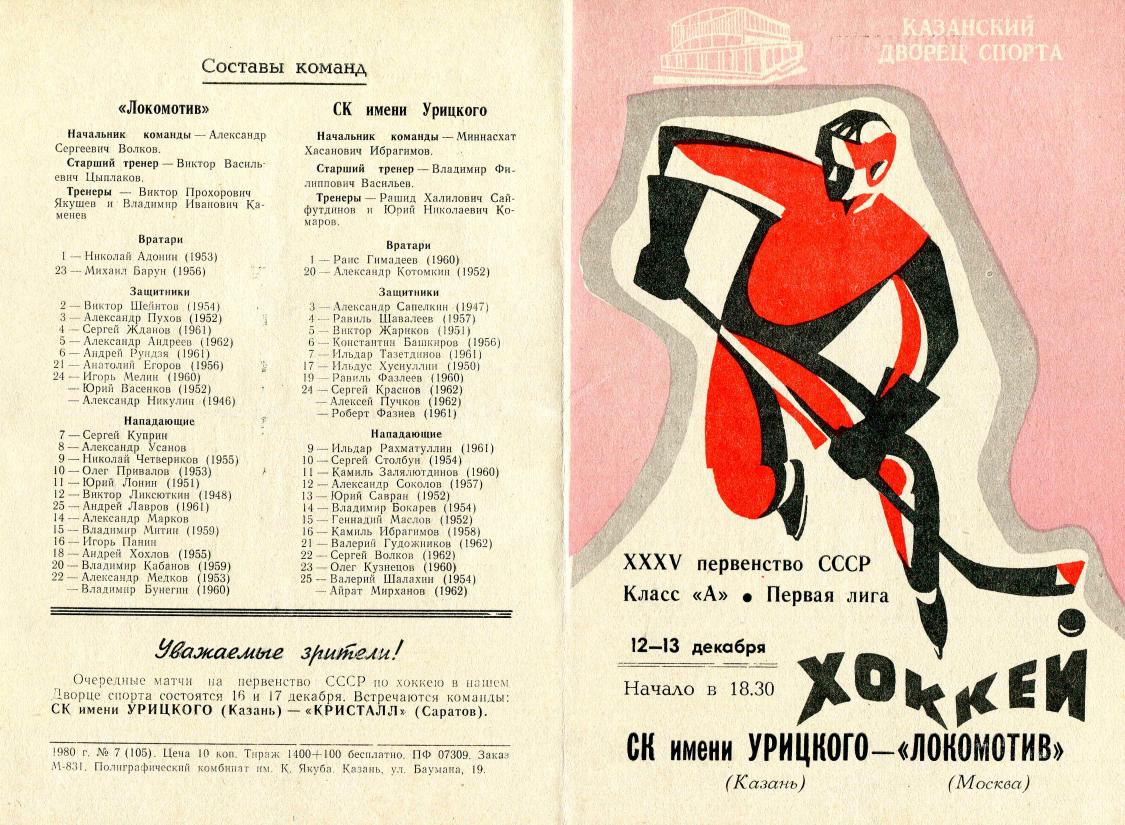 Составы команд
«Локомотив»
Начальник команды — Александр
Сергеевич Волков.
Старший тренер — Виктор Василь-
евич Цыплаков.
Тренеры — Виктор Прохорович
Якушев и Владимир Иванович Ка-
менев
Вратари
1 — Николай Адонин (1953)
23 — Михаил Барун (1956)
Защитники
2 — Виктор Шейнтов (1954)
3 — Александр Пухов (1952)
4 — Сергей Жданов (1961)
5 — Александр Андреев (1962)
6 — Андрей Рундзя (1961)
21 — Анатолий Егоров (1956)
24 — Игорь Мелин (1960)
— Юрий Васенков (1952)
— Александр Никулин (1946)
Нападающие
7 — Сергей Куприн
8 — Александр Усанов
9 — Николай Четвериков (1955)
10 — Олег Привалов (1953)
11 — Юрий Лонин (1951)
12 — Виктор Ликсюткин (1948)
25 — Андрей Лавров (1961)
14 — Александр Марков
15 — Владимир Митин (1959)
16 — Игорь Панин
18 — Андрей Хохлов (1955)
20 — Владимир Кабанов (1959)
22 — Александр Медков (1953)
— Владимир Бунегин (1960)
СК имени Урицкого
Начальник команды — Миннасхат
Хасанович Ибрагимов.
Старший тренер — Владимир Фи-
липпович Васильев.
Тренеры — Рашид Халилович Сай-
футдинов и Юрий Николаевич Ко-
маров.
Вратари
1 — Раис Гимадеев (1960)
20 — Александр Котомкин (1952)
Защитники
3 — Александр Сапелкин (1947)
4 — Равиль Шавалеев (1957)
5 — Виктор Жариков (1951)
6 — Константин Башкиров (1956)
7 — Ильдар Тазетдинов (1961)
17 — Ильдус Хуснуллин (1950)
19 — Равиль Фазлеев (1960)
24 — Сергей Краснов (1962)
— Алексей Пучков (1962)
— Роберт Фазиев (1961)
Нападающие
9 — Ильдар Рахматуллин (1961)
10 — Сергей Столбун (1954)
11 — Камиль Залялютдинов (1960)
12 — Александр Соколов (1957)
13 — Юрий Савран (1952)
14 — Владимир Бокарев (1954)
15 — Геннадий Маслов (1952)
16 — Камиль Ибрагимов (1958)
21 — Валерий Гудожников (1962)
22 — Сергей Волков (1962)
23 — Олег Кузнецов (1960)
25 — Валерий Шалахин (1954)
— Айрат Мирханов (1962)
Уважаемые зрители!
Очередные матчи на первенство СССР по хоккею в нашем
Дворце спорта состоятся 16 и 17 декабря. Встречаются команды:
СК имени УРИЦКОГО (Казань) — «КРИСТАЛЛ» (Саратов).
1980 г. № 7 (105). Цена 10 коп. Тираж 1400+100 бесплатно. ПФ 07309. Заказ
М-831. Полиграфический комбинат им. К. Якуба. Казань, ул. Баумана, 19.
КАЗАНСКИЙ
ДВОРЕЦ СПОРТА
XXXV первенство СССР
Класс «А» ● Первая лига
12—13 декабря
Начало в 18.30
ХОККЕЙ
СК имени УРИЦКОГО—«ЛОКОМОТИВ»
(Казань) (Москва)